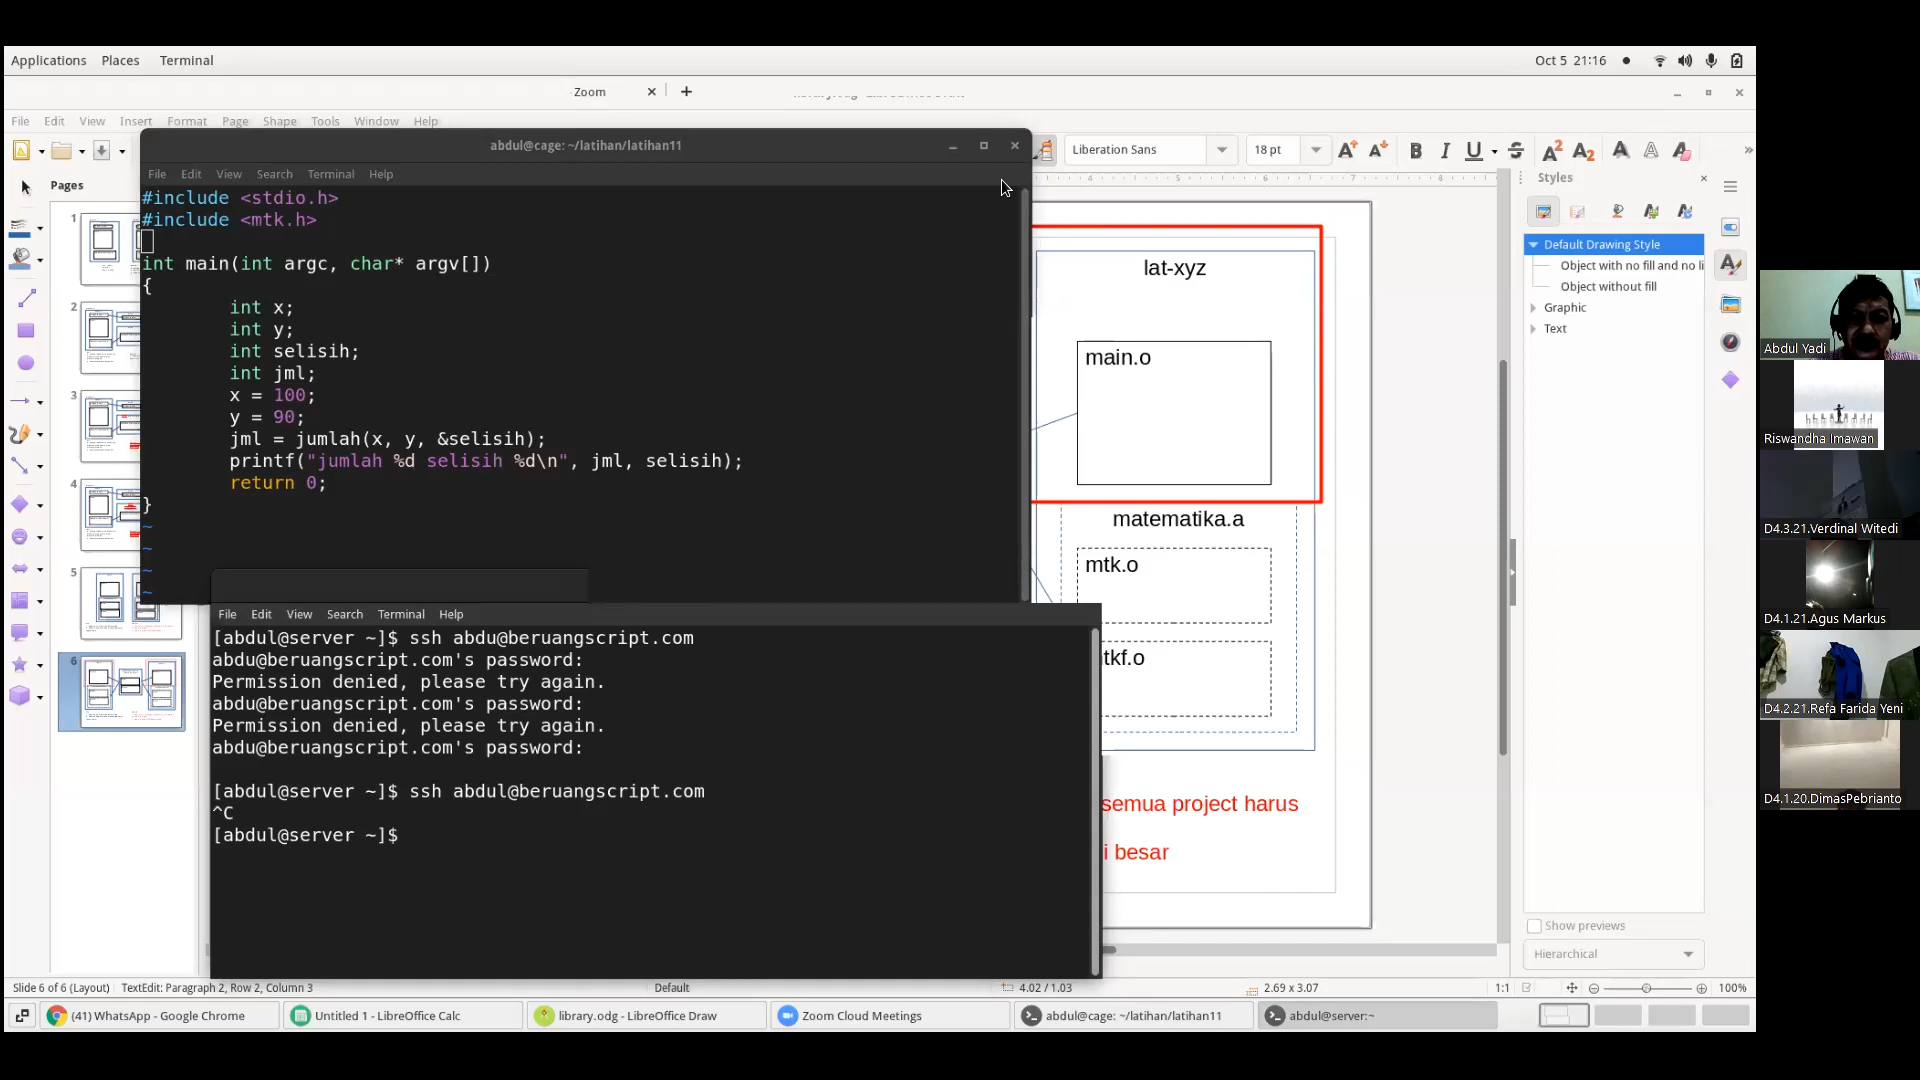 Applications Places Terminal
Oct 5 21:16
Zoom
File Edit View Insert Format Page Shape Tools Window Help
abdul@cage: ~/latihan/latihan11
Liberation Sans
18 pt
Pages
File Edit View Search Terminal Help
Styles
#include <stdio.h>
#include <mtk.h>
int main(int argc, char* argv[])
{
int x;
int y;
int selisih;
int jml;
x = 100;
y = 90;
jml = jumlah(x, y, &selisih);
printf("jumlah %d selisih %d\n", jml, selisih);
return 0;
}
~
~
~
~
1
2
3
4
5
6
lat-xyz
main.o
matematika.a
mtk.o
tkf.o
semua project harus
i besar
Default Drawing Style
Object with no fill and no li
Object without fill
Graphic
Text
Show previews
Hierarchical
File Edit View Search Terminal Help
[abdul@server ~]$ ssh abdu@beruangscript.com
abdu@beruangscript.com's password:
Permission denied, please try again.
abdu@beruangscript.com's password:
Permission denied, please try again.
abdu@beruangscript.com's password:
[abdul@server ~]$ ssh abdul@beruangscript.com
^C
[abdul@server ~]$
Abdul Yadi
Riswandha Imawan
D4.3.21.Verdinal Witedi
D4.1.21.Agus Markus
D4.2.21.Refa Farida Yeni
D4.1.20.DimasPebrianto
Slide 6 of 6 (Layout) TextEdit: Paragraph 2, Row 2, Column 3 Default 4.02 / 1.03 2.69 x 3.07 1:1 100%
(41) WhatsApp - Google Chrome
Untitled 1 - LibreOffice Calc
library.odg - LibreOffice Draw
Zoom Cloud Meetings
abdul@cage: ~/latihan/latihan11
abdul@server:~